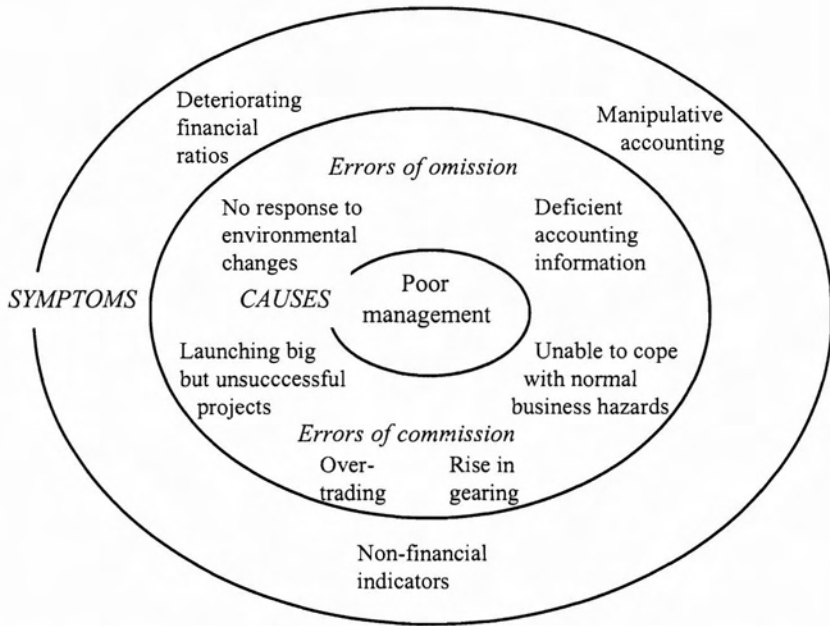 Deteriorating
financial
ratios
Manipulative
accounting
Errors of omission
No response to
environmental
changes
Deficient
accounting
information
SYMPTOMS
CAUSES
Poor
management
Launching big
but unsucccessful
projects
Unable to cope
with normal
business hazards
Errors of commission
Over-
trading
Rise in
gearing
Non-financial
indicators